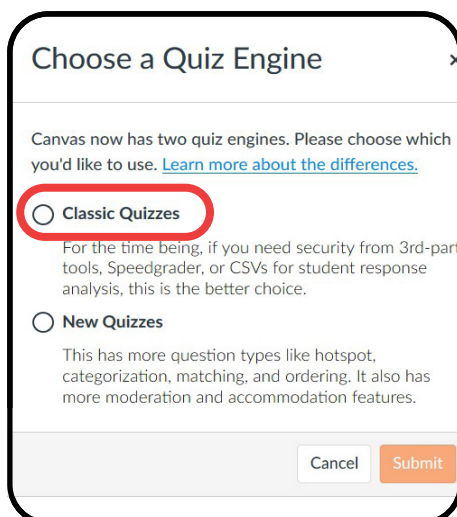 Choose a Quiz Engine
Canvas now has two quiz engines. Please choose which
you'd like to use. Learn more about the differences.
Classic Quizzes
For the time being, if you need security from 3rd-part
tools, Speedgrader, or CSVs for student response
analysis, this is the better choice.
New Quizzes
This has more question types like hotspot,
categorization, matching, and ordering. It also has
more moderation and accommodation features.
Cancel
Submit